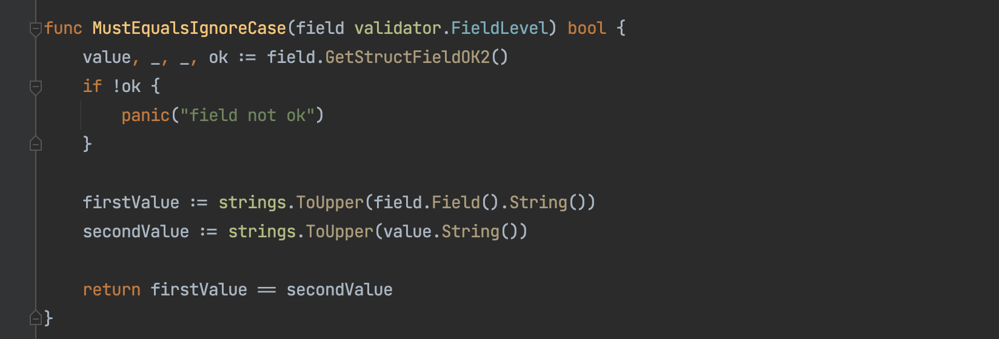 func MustEqualsIgnoreCase(field validator.FieldLevel) bool {
    value, _, _, ok := field.GetStructFieldOK2()
    if !ok {
        panic("field not ok")
    }

    firstValue := strings.ToUpper(field.Field().String())
    secondValue := strings.ToUpper(value.String())

    return firstValue == secondValue
}